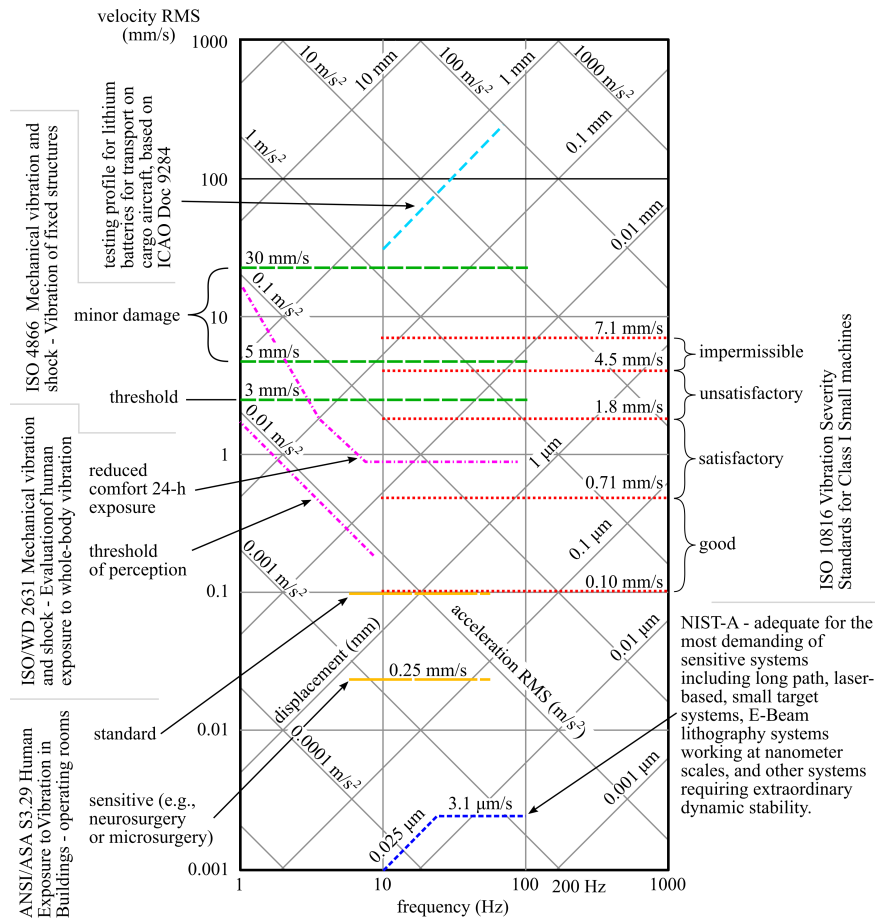 velocity RMS
(mm/s)
1000
100
10
1
0.1
0.01
0.001
1
10
100
200 Hz
1000
frequency (Hz)
10 m/s²
10 mm
100 m/s²
1 mm
1000 m/s²
0.1 mm
1 m/s²
0.01 mm
0.1 m/s²
0.01 m/s²
1 µm
0.001 m/s²
0.1 µm
0.0001 m/s²
0.01 µm
0.001 µm
displacement (mm)
acceleration RMS (m/s²)
testing profile for lithium
batteries for transport on
cargo aircraft, based on
ICAO Doc 9284
ISO 4866 Mechanical vibration and
shock - Vibration of fixed structures
30 mm/s
minor damage
5 mm/s
threshold
3 mm/s
ISO/WD 2631 Mechanical vibration
and shock - Evaluationof human
exposure to whole-body vibration
reduced
comfort 24-h
exposure
threshold
of perception
ANSI/ASA S3.29 Human
Exposure to Vibration in
Buildings - operating rooms
standard
sensitive (e.g.,
neurosurgery
or microsurgery)
0.25 mm/s
3.1 µm/s
0.025 µm
7.1 mm/s
4.5 mm/s
1.8 mm/s
0.71 mm/s
0.10 mm/s
impermissible
unsatisfactory
satisfactory
good
ISO 10816 Vibration Severity
Standards for Class I Small machines
NIST-A - adequate for the
most demanding of
sensitive systems
including long path, laser-
based, small target
systems, E-Beam
lithography systems
working at nanometer
scales, and other systems
requiring extraordinary
dynamic stability.